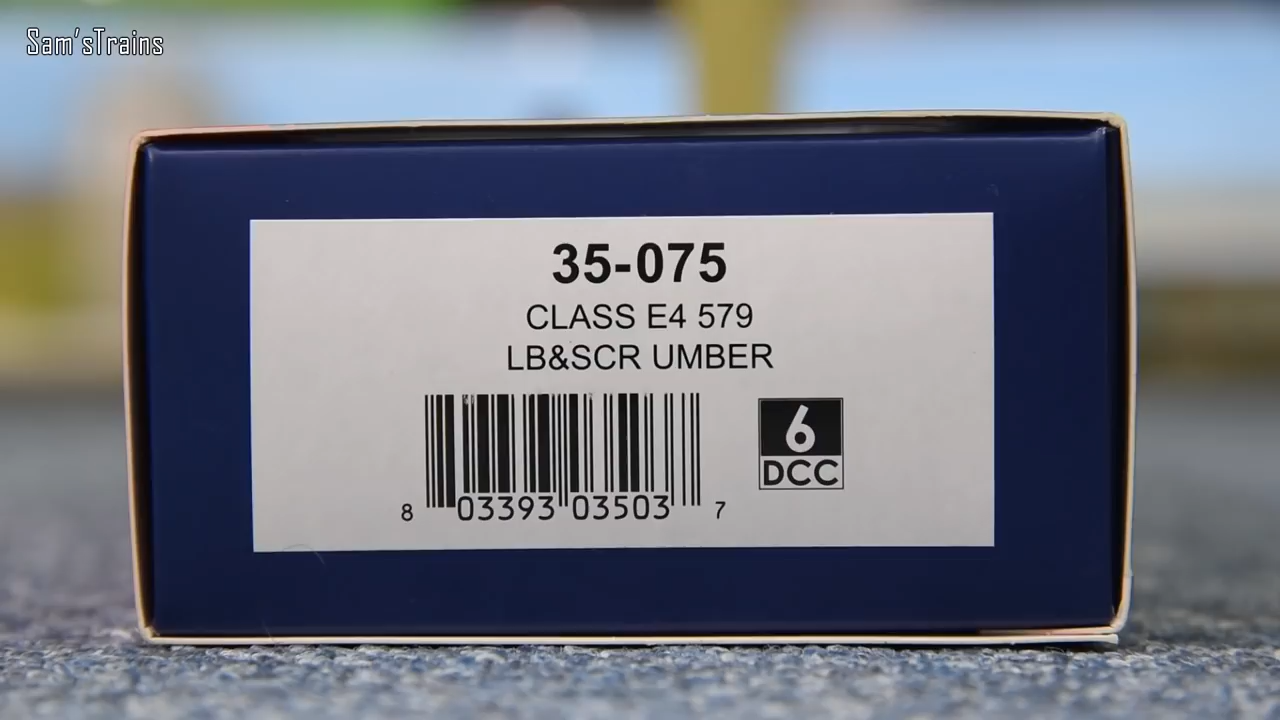 Sam'sTrains
35-075
CLASS E4 579
LB&SCR UMBER
6
DCC
8 03393 03503 7